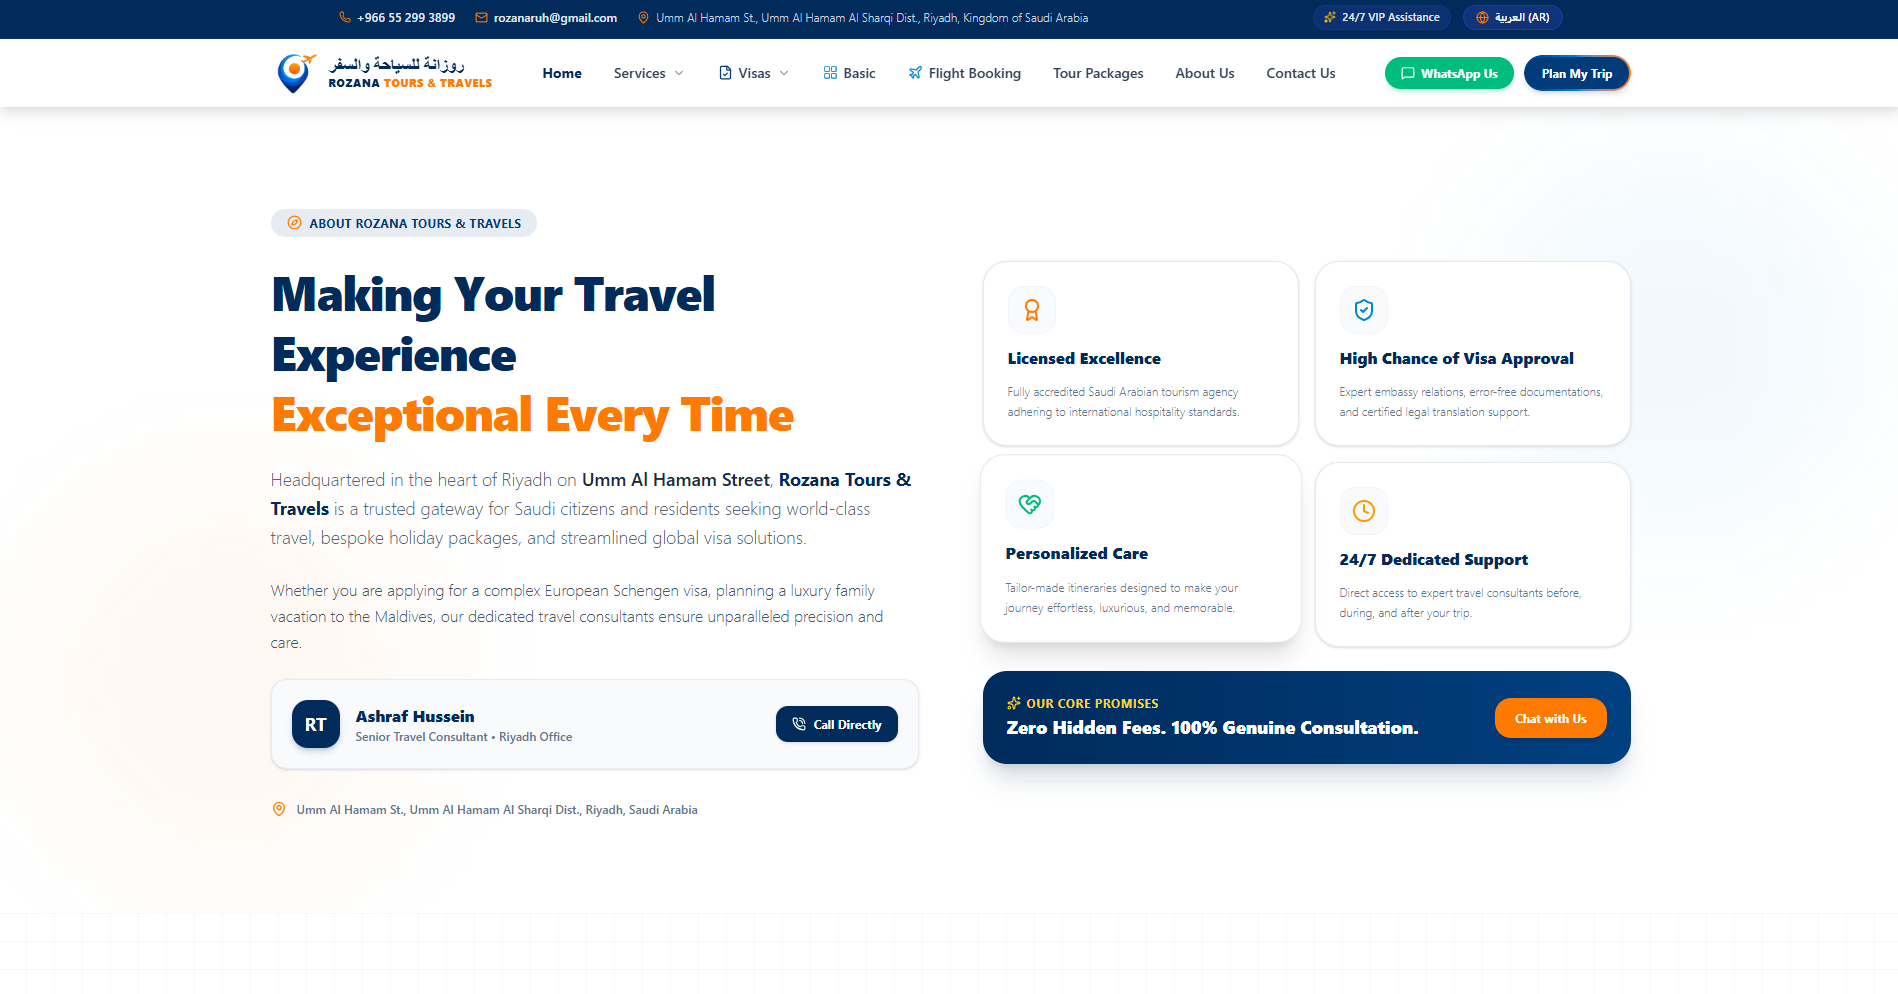 +966 55 299 3899
rozanaruh@gmail.com
Umm Al Hamam St., Umm Al Hamam Al Sharqi Dist., Riyadh, Kingdom of Saudi Arabia
24/7 VIP Assistance
العربية (AR)
روزانة للسياحة والسفر
ROZANA TOURS & TRAVELS
Home
Services
Visas
Basic
Flight Booking
Tour Packages
About Us
Contact Us
WhatsApp Us
Plan My Trip
ABOUT ROZANA TOURS & TRAVELS
Making Your Travel
Experience
Exceptional Every Time
Headquartered in the heart of Riyadh on Umm Al Hamam Street, Rozana Tours &
Travels is a trusted gateway for Saudi citizens and residents seeking world-class
travel, bespoke holiday packages, and streamlined global visa solutions.
Whether you are applying for a complex European Schengen visa, planning a luxury family
vacation to the Maldives, our dedicated travel consultants ensure unparalleled precision and
care.
RT
Ashraf Hussein
Senior Travel Consultant • Riyadh Office
Call Directly
Umm Al Hamam St., Umm Al Hamam Al Sharqi Dist., Riyadh, Saudi Arabia
Licensed Excellence
Fully accredited Saudi Arabian tourism agency
adhering to international hospitality standards.
High Chance of Visa Approval
Expert embassy relations, error-free documentations,
and certified legal translation support.
Personalized Care
Tailor-made itineraries designed to make your
journey effortless, luxurious, and memorable.
24/7 Dedicated Support
Direct access to expert travel consultants before,
during, and after your trip.
OUR CORE PROMISES
Zero Hidden Fees. 100% Genuine Consultation.
Chat with Us